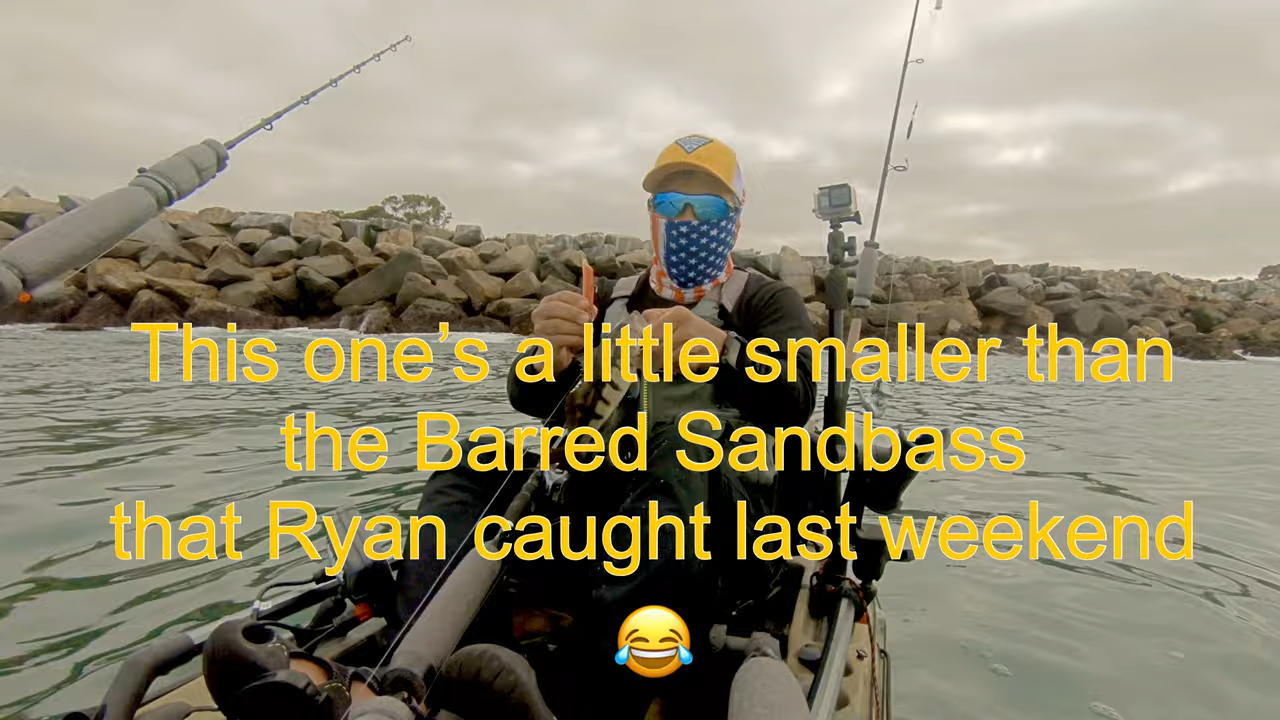 This one’s a little smaller than
the Barred Sandbass
that Ryan caught last weekend
😂